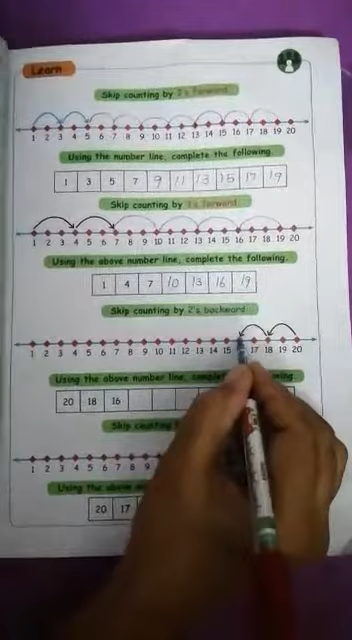 Learn
Skip counting by 2's forward
1 2 3 4 5 6 7 8 9 10 11 12 13 14 15 16 17 18 19 20
Using the number line, complete the following.
1 3 5 7 9 11 13 15 17 19
Skip counting by 3's forward
1 2 3 4 5 6 7 8 9 10 11 12 13 14 15 16 17 18 19 20
Using the above number line, complete the following.
1 4 7 10 13 16 19
Skip counting by 2's backward
1 2 3 4 5 6 7 8 9 10 11 12 13 14 15 17 18 19 20
Using the above number line,
20 18 16
Skip counting
1 2 3 4 5 6 7 8 9
Using the above
20 17